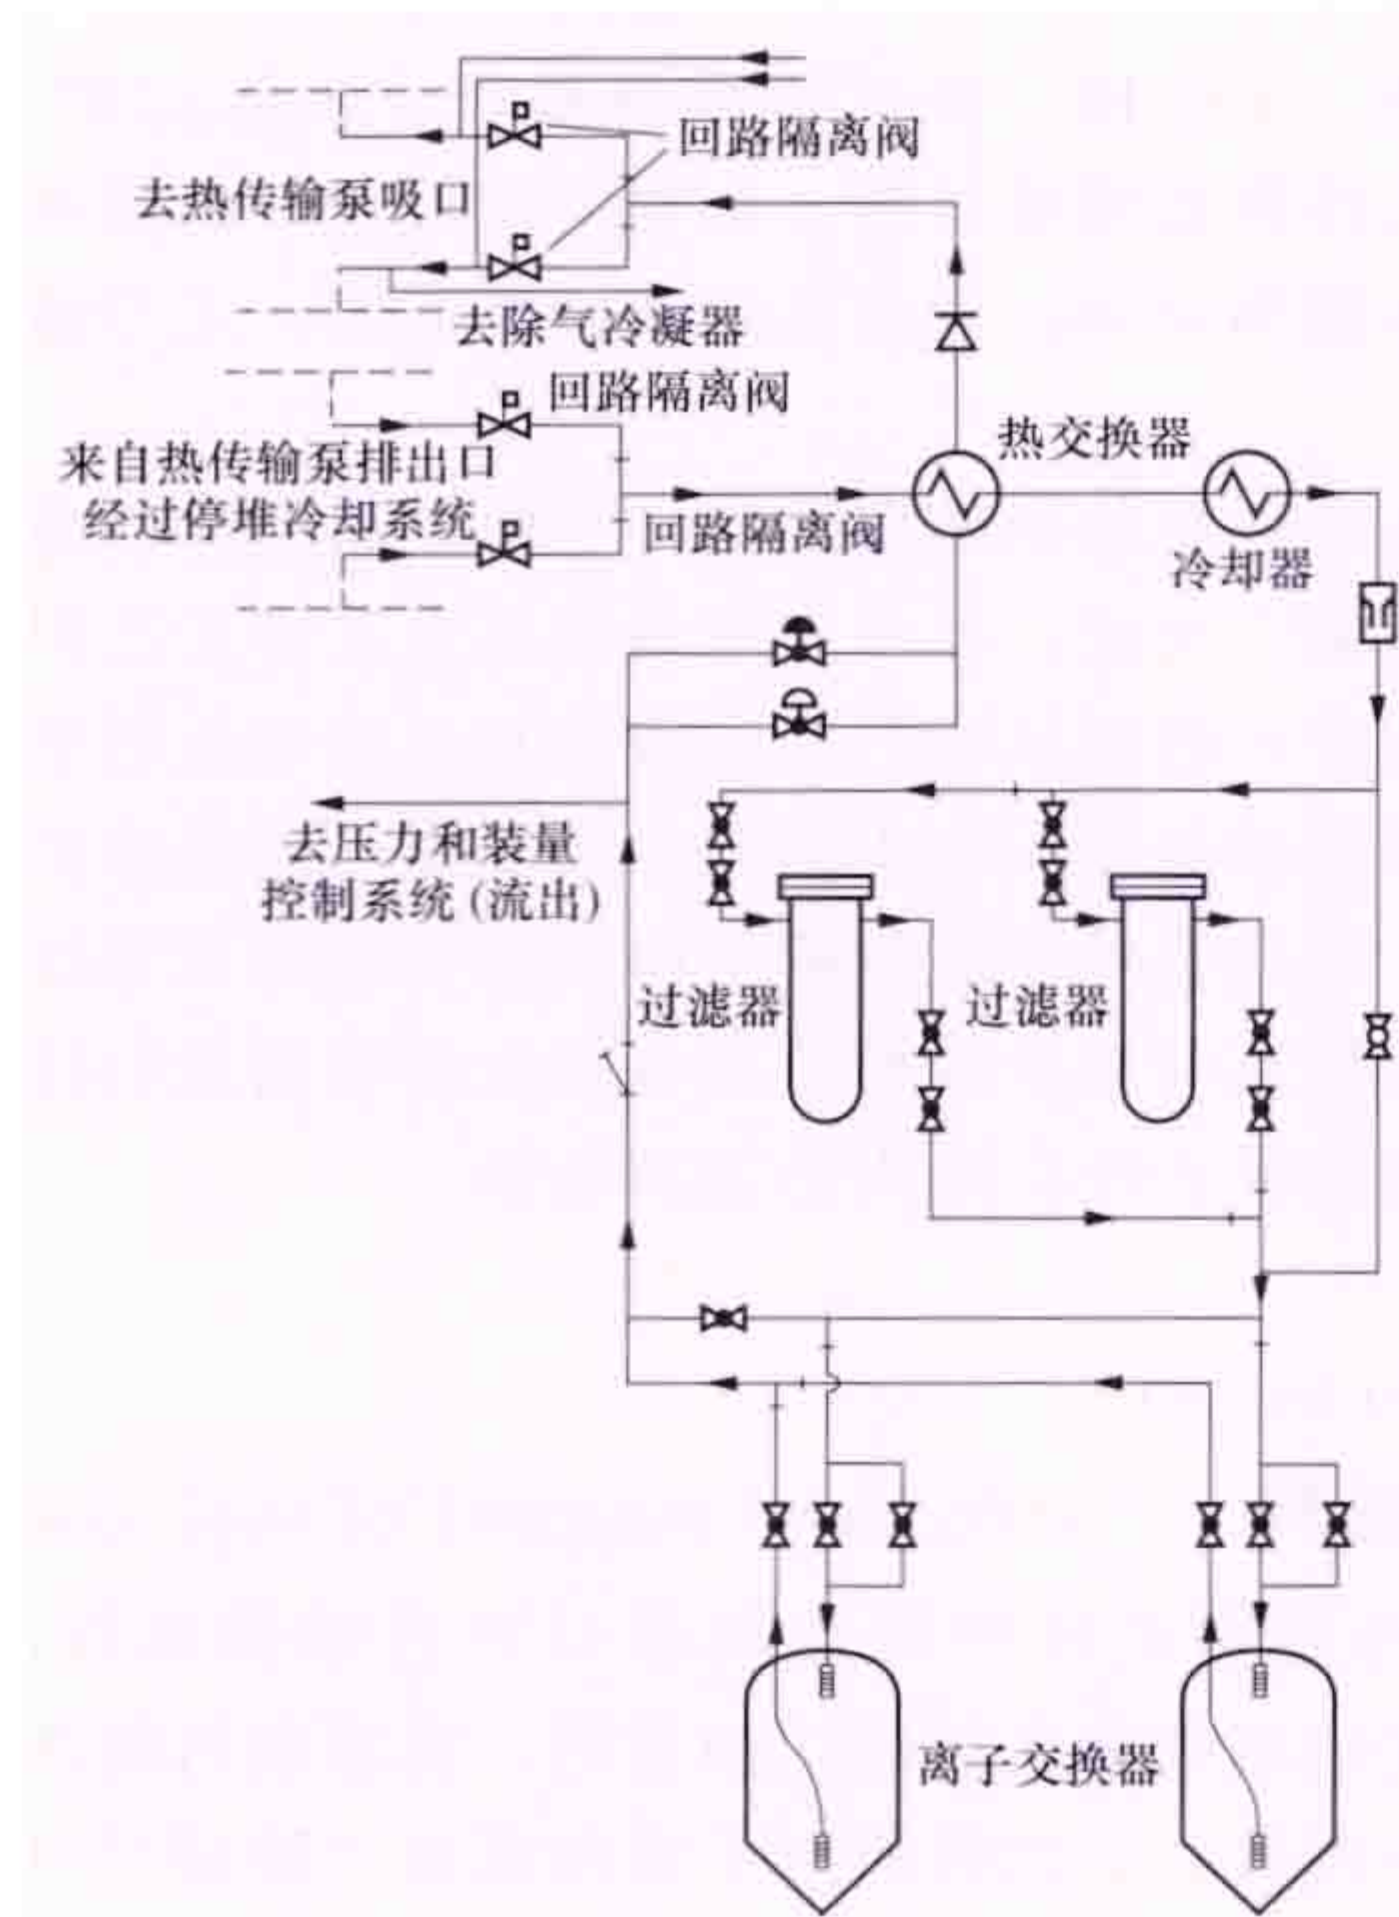 回路隔离阀
去热传输泵吸口
去除气冷凝器
回路隔离阀
热交换器
来自热传输泵排出口
经过停堆冷却系统
回路隔离阀
冷却器
去压力和装量
控制系统(流出)
过滤器
过滤器
离子交换器